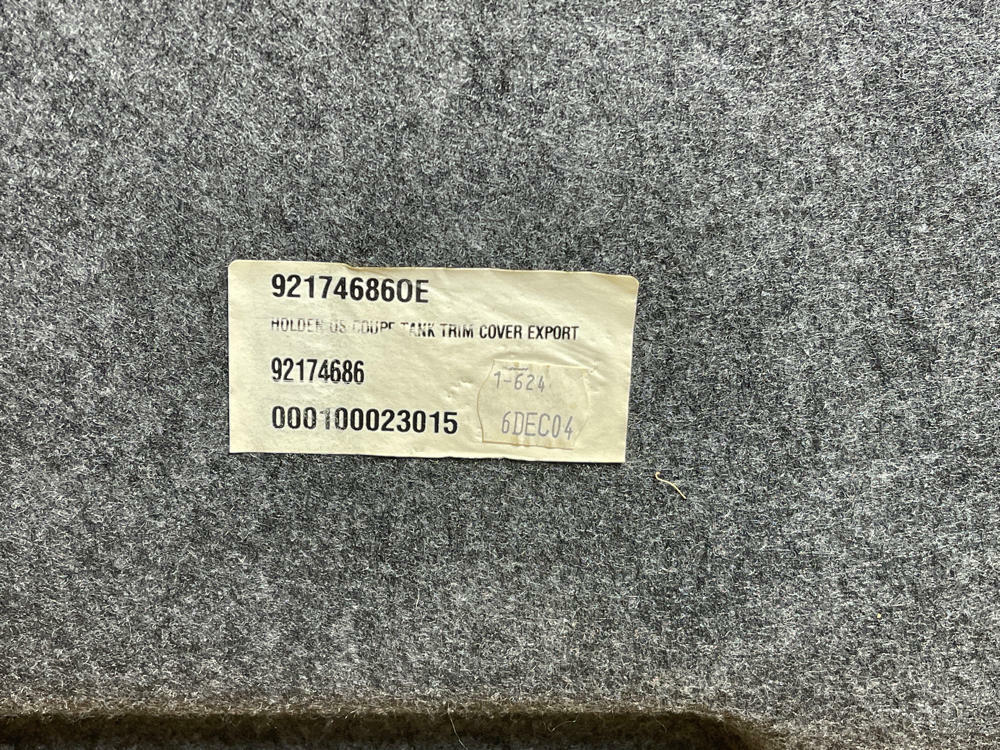 921746860E
HOLDEN US COUPE TANK TRIM COVER EXPORT
92174686
000100023015
1-624
6DEC04